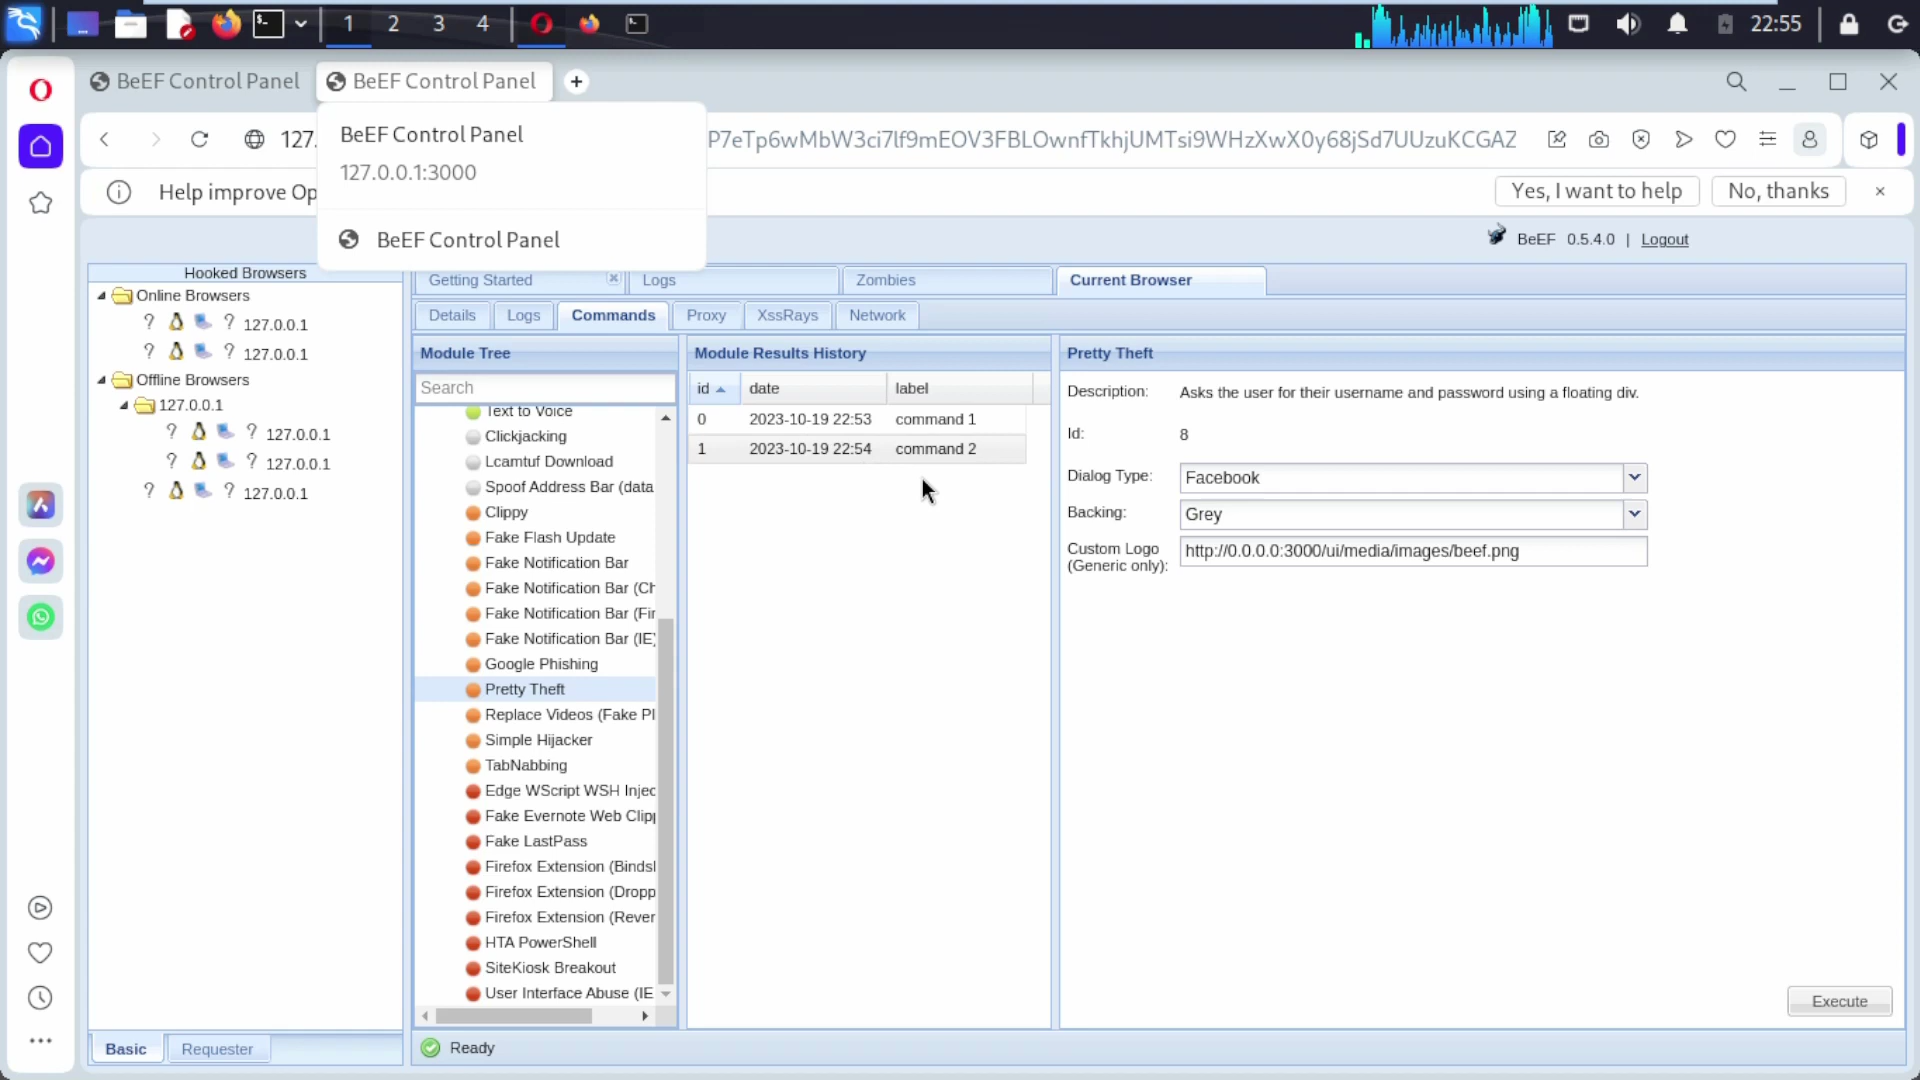 1 2 3 4 22:55
BeEF Control Panel BeEF Control Panel
127. P7eTp6wMbW3ci7lf9mEOV3FBLOwnfTkhjUMTsi9WHzXwX0y68jSd7UUzuKCGAZ
BeEF Control Panel
127.0.0.1:3000
BeEF Control Panel
Help improve Op Yes, I want to help No, thanks
BeEF 0.5.4.0 | Logout
Hooked Browsers
Online Browsers
? ? 127.0.0.1
? ? 127.0.0.1
Offline Browsers
127.0.0.1
? ? 127.0.0.1
? ? 127.0.0.1
? ? 127.0.0.1
Basic Requester
Getting Started Logs Zombies Current Browser
Details Logs Commands Proxy XssRays Network
Module Tree
Search
Text to Voice
Clickjacking
Lcamtuf Download
Spoof Address Bar (data
Clippy
Fake Flash Update
Fake Notification Bar
Fake Notification Bar (Ch
Fake Notification Bar (Fir
Fake Notification Bar (IE)
Google Phishing
Pretty Theft
Replace Videos (Fake Pl
Simple Hijacker
TabNabbing
Edge WScript WSH Injec
Fake Evernote Web Clip
Fake LastPass
Firefox Extension (Binds
Firefox Extension (Dropp
Firefox Extension (Rever
HTA PowerShell
SiteKiosk Breakout
User Interface Abuse (IE
Module Results History
id date label
0 2023-10-19 22:53 command 1
1 2023-10-19 22:54 command 2
Pretty Theft
Description: Asks the user for their username and password using a floating div.
Id: 8
Dialog Type: Facebook
Backing: Grey
Custom Logo
(Generic only): http://0.0.0.0:3000/ui/media/images/beef.png
Execute
Ready